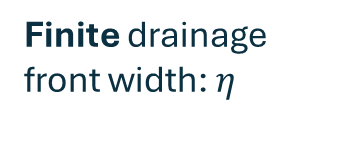 Finite drainage
front width: η